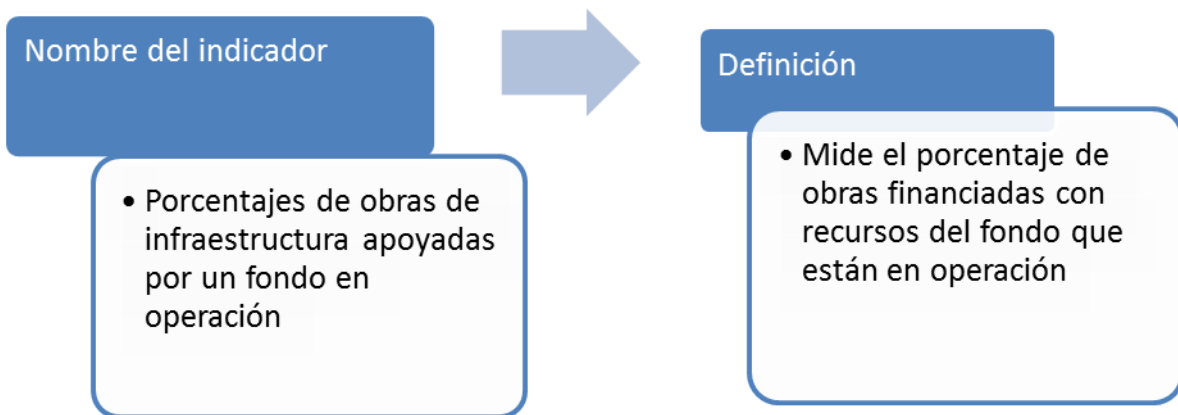 Nombre del indicador
• Porcentajes de obras de
infraestructura apoyadas
por un fondo en
operación
Definición
• Mide el porcentaje de
obras financiadas con
recursos del fondo que
están en operación